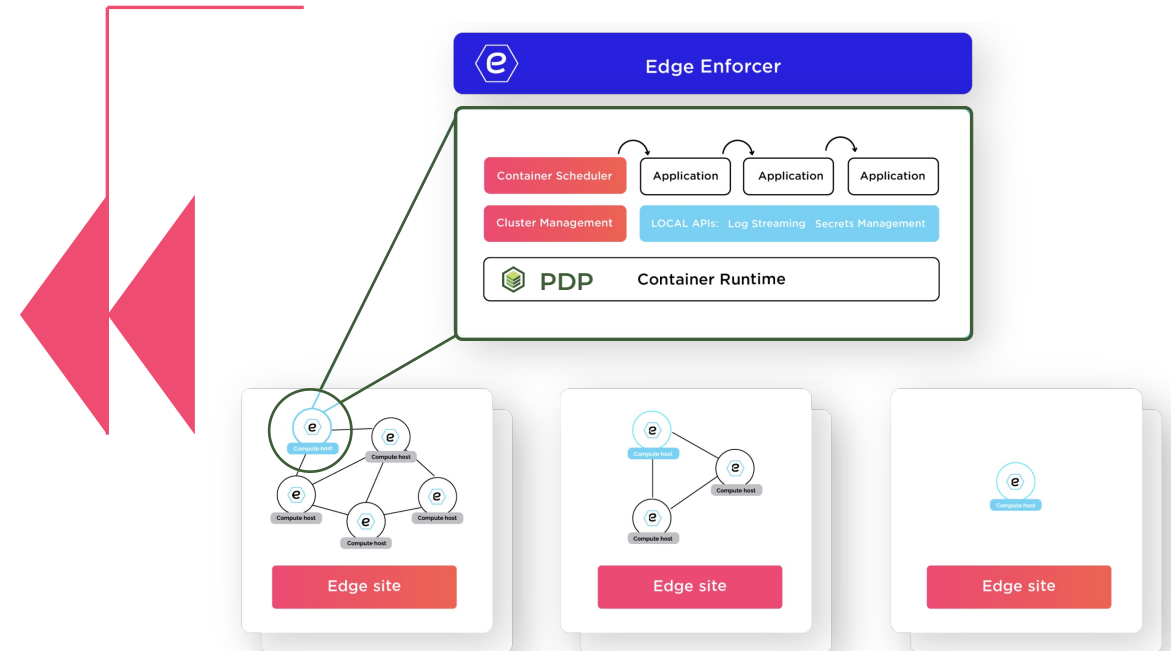 e Edge Enforcer
Container Scheduler Application Application Application
Cluster Management LOCAL APIs: Log Streaming Secrets Management
PDP Container Runtime
e
Compute host
e
Compute host
e
Compute host
e
Compute host
e
Compute host
Edge site
e
Compute host
e
Compute host
e
Compute host
Edge site
e
Compute host
Edge site